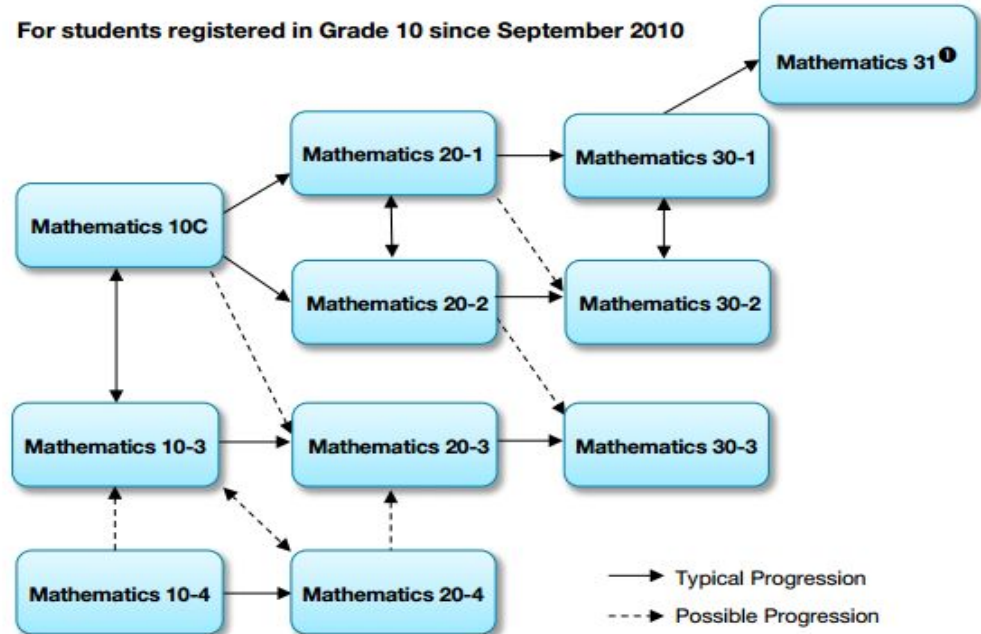 For students registered in Grade 10 since September 2010
Mathematics 31❶
Mathematics 20-1
Mathematics 30-1
Mathematics 10C
Mathematics 20-2
Mathematics 30-2
Mathematics 10-3
Mathematics 20-3
Mathematics 30-3
Mathematics 10-4
Mathematics 20-4
Typical Progression
Possible Progression